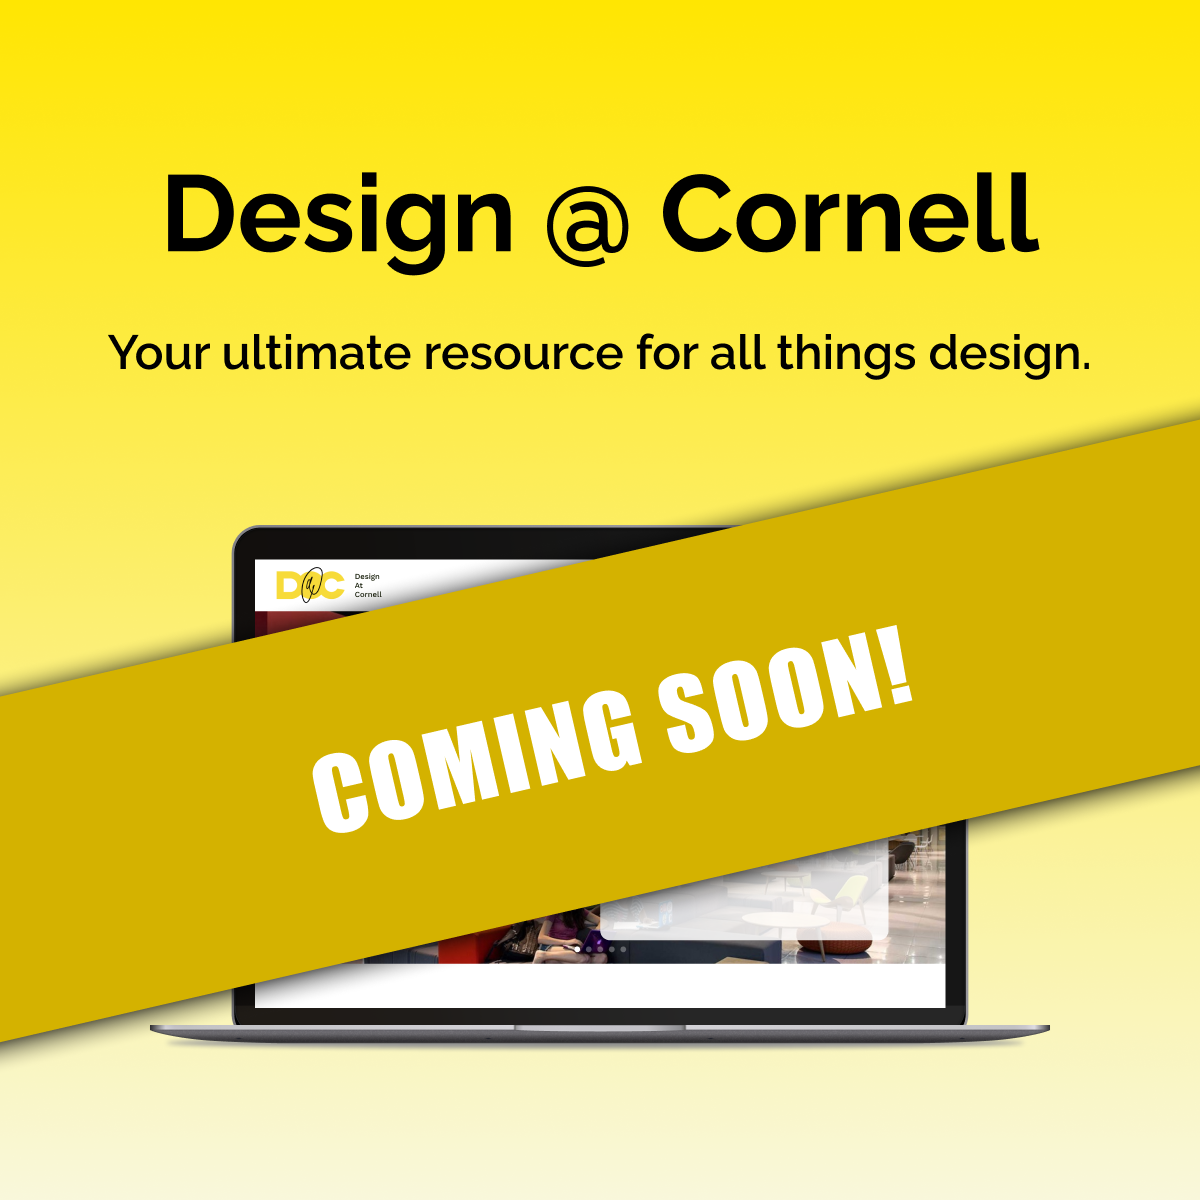 Design @ Cornell
Your ultimate resource for all things design.
D@C
Design
At
Cornell
COMING SOON!